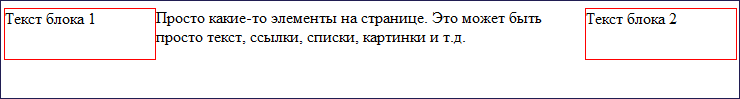 Текст блока 1
Просто какие-то элементы на странице. Это может быть
просто текст, ссылки, списки, картинки и т.д.
Текст блока 2